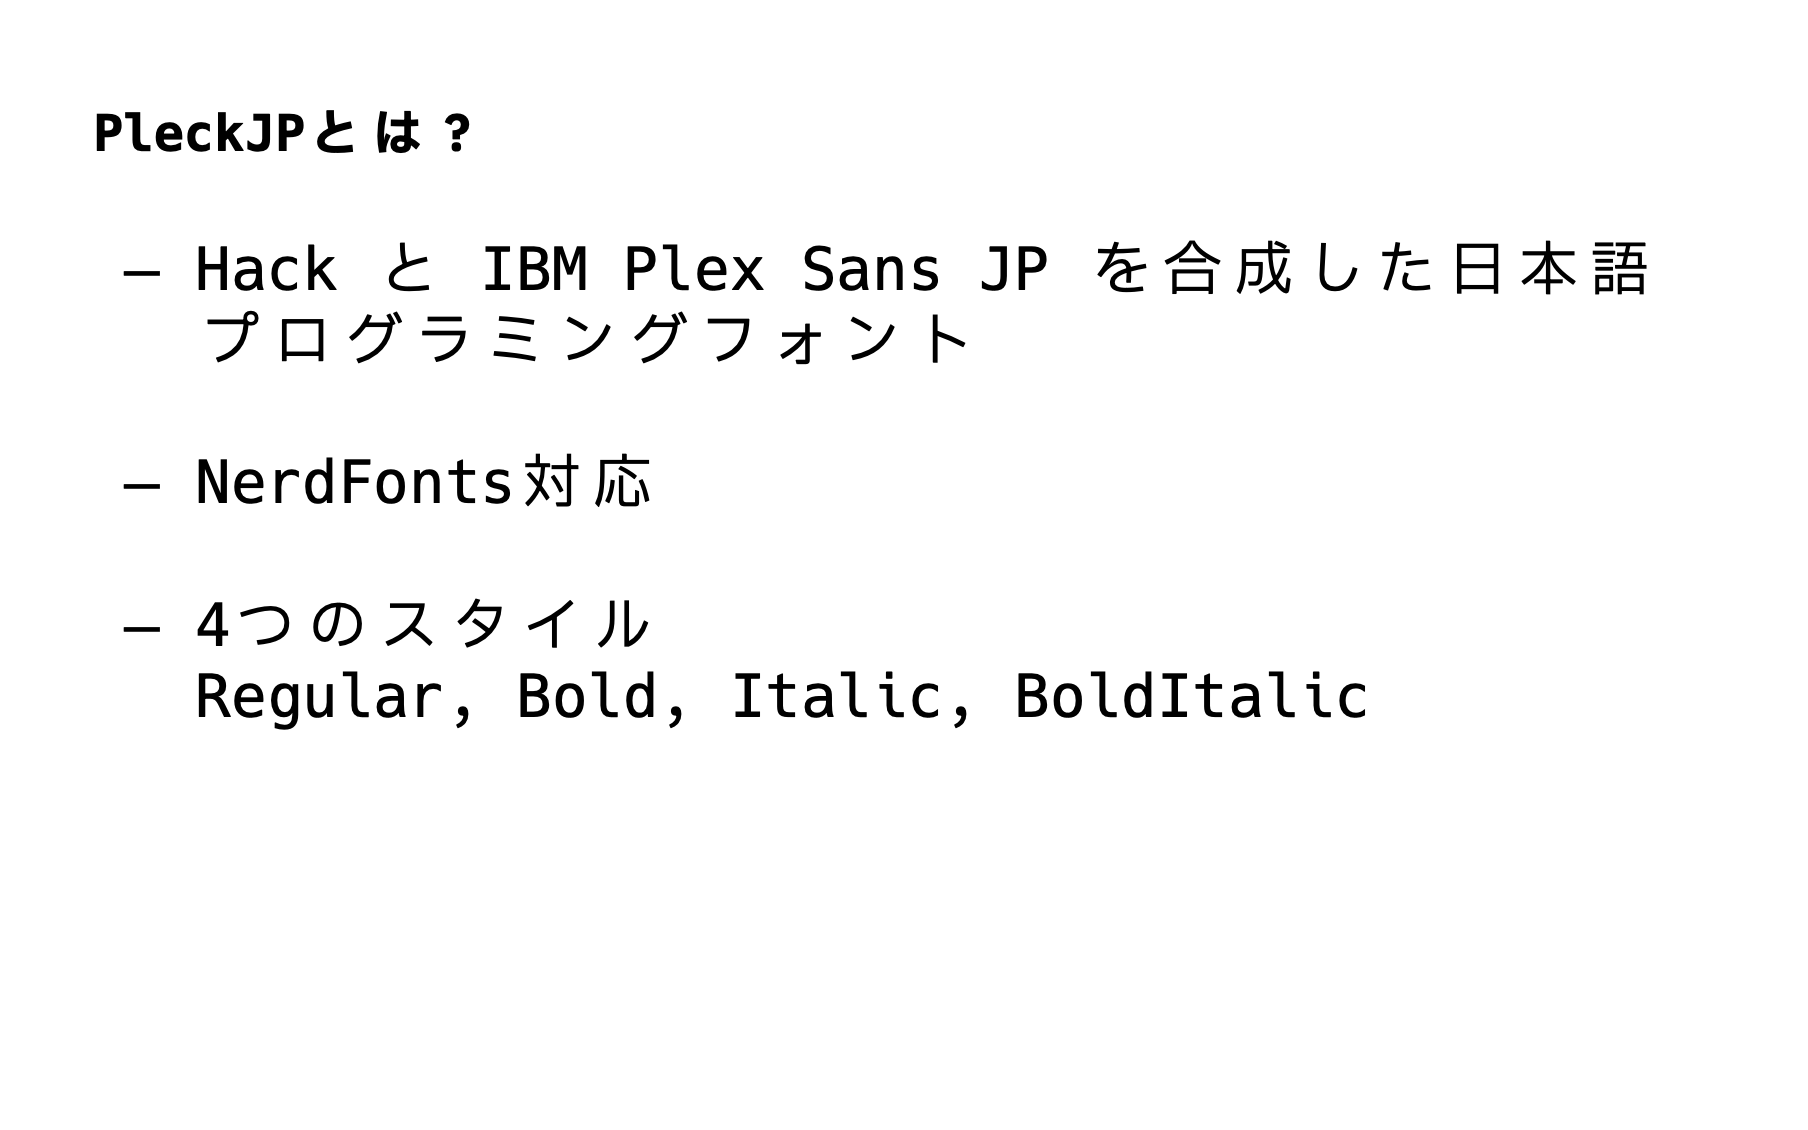 PleckJPとは?
– Hack と IBM Plex Sans JP を合成した日本語
プログラミングフォント
– NerdFonts対応
– 4つのスタイル
Regular, Bold, Italic, BoldItalic